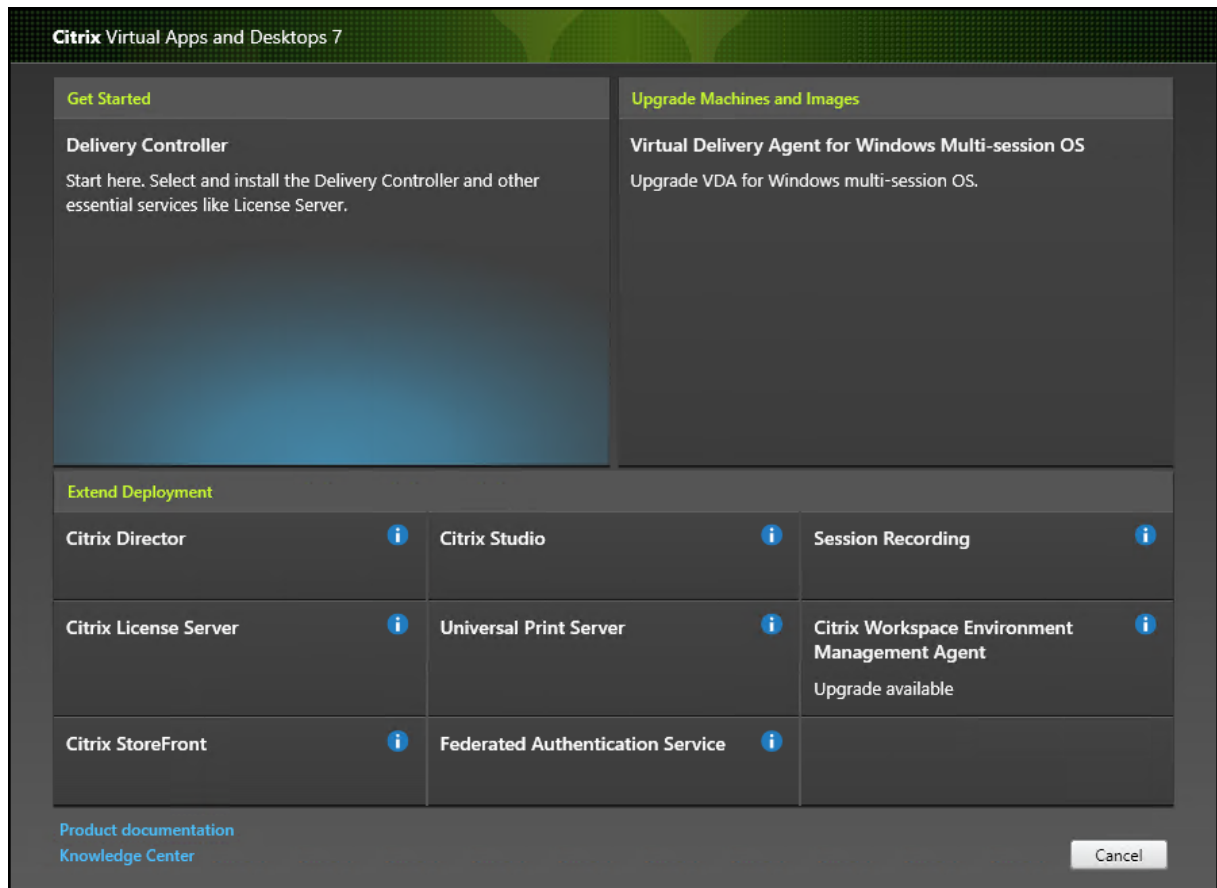 Citrix Virtual Apps and Desktops 7
Get Started
Delivery Controller
Start here. Select and install the Delivery Controller and other
essential services like License Server.
Upgrade Machines and Images
Virtual Delivery Agent for Windows Multi-session OS
Upgrade VDA for Windows multi-session OS.
Extend Deployment
Citrix Director
Citrix Studio
Session Recording
Citrix License Server
Universal Print Server
Citrix Workspace Environment
Management Agent
Upgrade available
Citrix StoreFront
Federated Authentication Service
Product documentation
Knowledge Center
Cancel